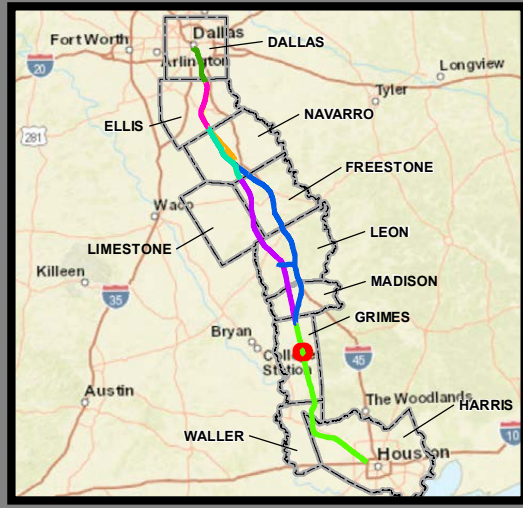 Dallas
DALLAS
Fort Worth
Arlington
Longview
20
Tyler
NAVARRO
ELLIS
281
FREESTONE
Waco
LEON
LIMESTONE
Killeen
MADISON
35
GRIMES
Bryan
College
Station
45
Austin
The Woodlands
HARRIS
WALLER
10
Houston